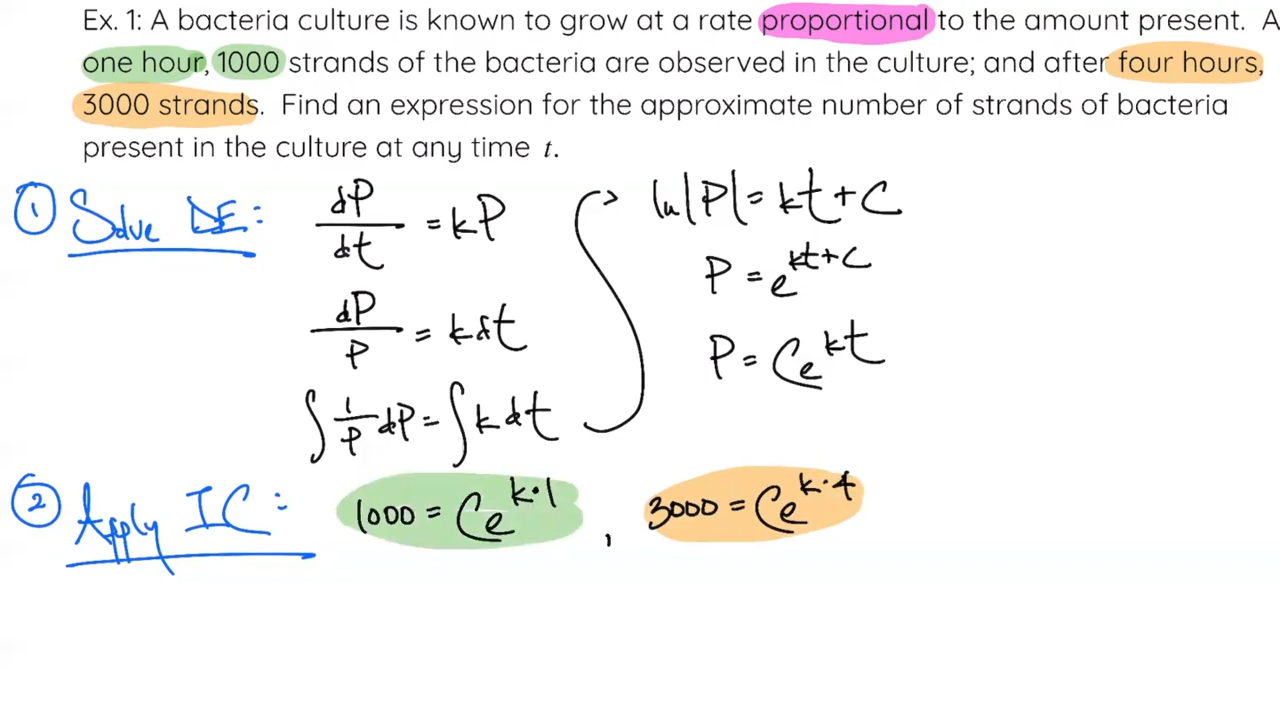 Ex. 1: A bacteria culture is known to grow at a rate proportional to the amount present. A
one hour, 1000 strands of the bacteria are observed in the culture; and after four hours,
3000 strands. Find an expression for the approximate number of strands of bacteria
present in the culture at any time t.
① Solve DE:
dP/dt = kP
dP/P = kdt
∫ 1/P dP = ∫ k dt
ln|P| = kt + C
P = e^{kt+C}
P = Ce^{kt}
② Apply IC:
1000 = Ce^{k·1} , 3000 = Ce^{k·4}